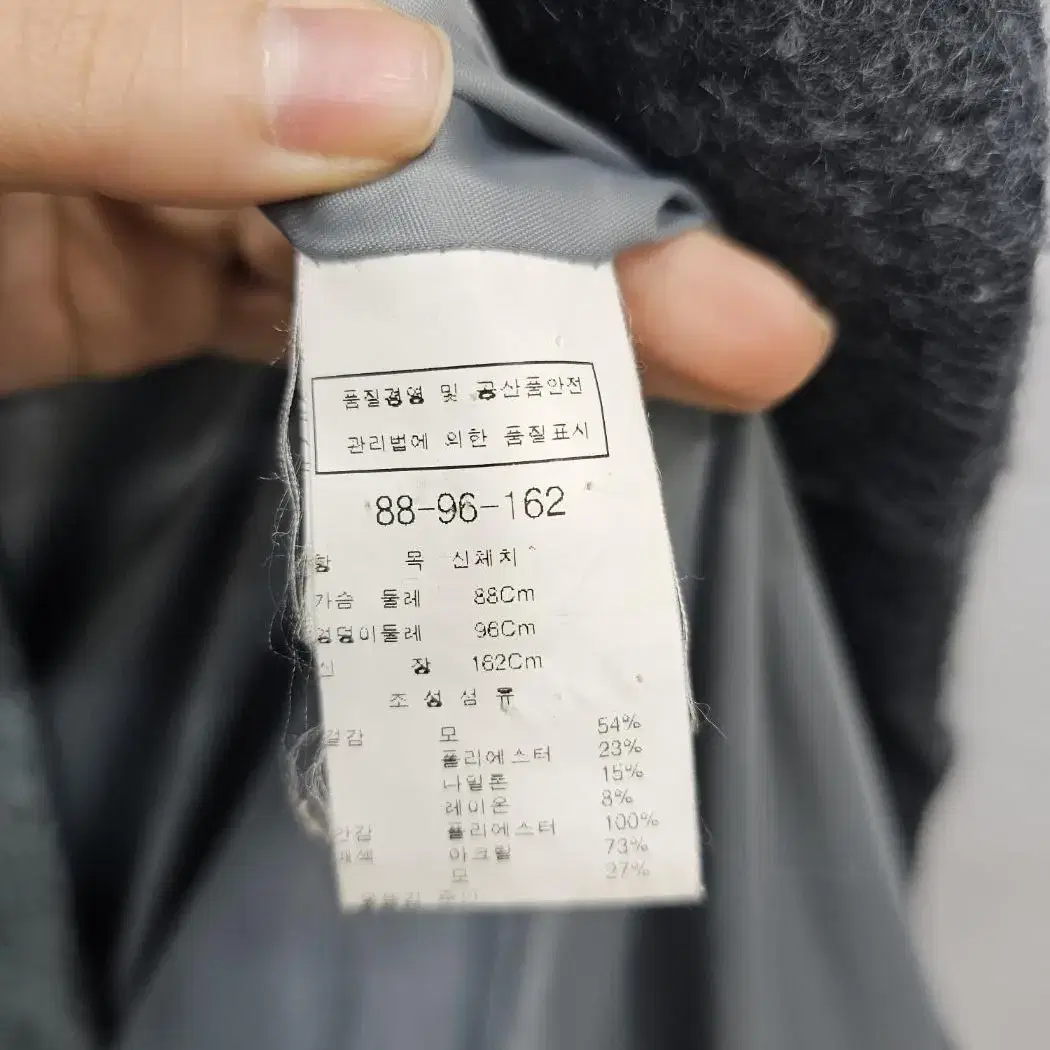 품질경영 및 공산품안전
관리법에 의한 품질표시
88-96-162
항 목 신체치
가슴 둘레 88Cm
엉덩이둘레 96Cm
신 장 162Cm
조성섬유
겉감 모 54%
폴리에스터 23%
나일론 15%
레이온 8%
안감 폴리에스터 100%
배색 아크릴 73%
모 27%